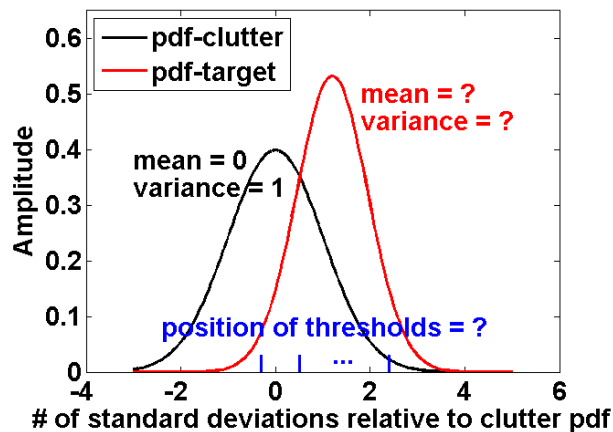 0.6
0.5
0.4
0.3
0.2
0.1
0
Amplitude
pdf-clutter
pdf-target
mean = ?
variance = ?
mean = 0
variance = 1
position of thresholds = ?
...
-4
-2
0
2
4
6
# of standard deviations relative to clutter pdf